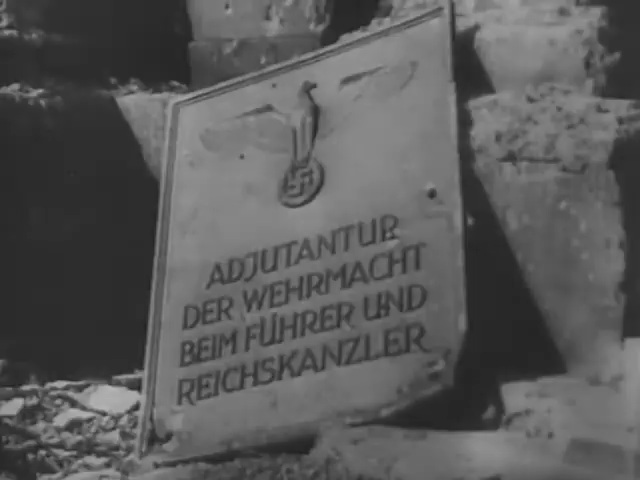 ADJUTANTUR
DER WEHRMACHT
BEIM FÜHRER UND
REICHSKANZLER